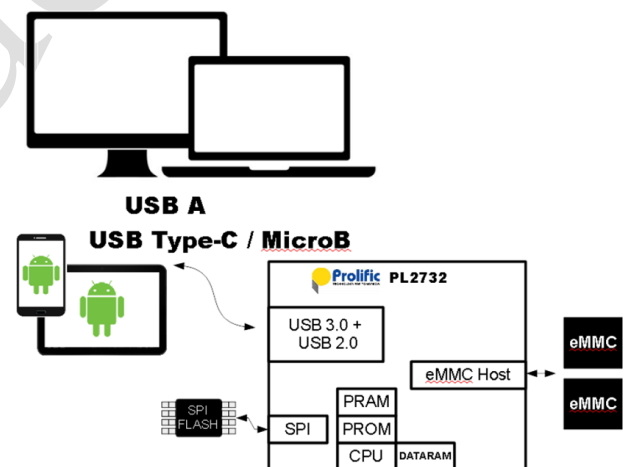 USB A
USB Type-C / MicroB
Prolific PL2732
USB 3.0 +
USB 2.0
eMMC
eMMC Host
eMMC
PRAM
SPI
FLASH
SPI
PROM
CPU
DATARAM